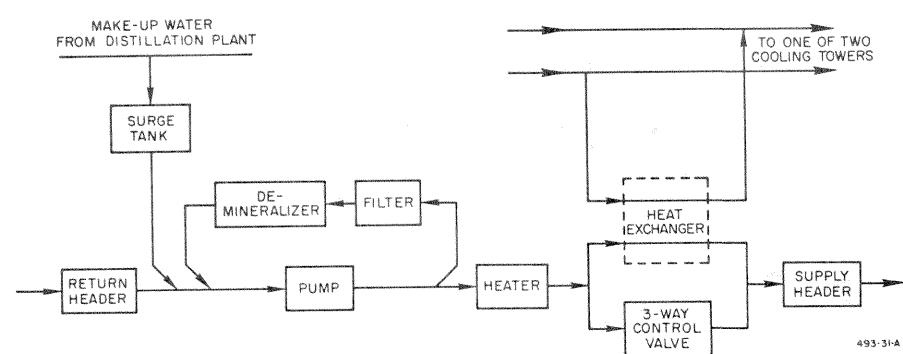 MAKE-UP WATER
FROM DISTILLATION PLANT
TO ONE OF TWO
COOLING TOWERS
SURGE
TANK
DE-
MINERALIZER
FILTER
HEAT
EXCHANGER
RETURN
HEADER
PUMP
HEATER
3-WAY
CONTROL
VALVE
SUPPLY
HEADER
493-31-A